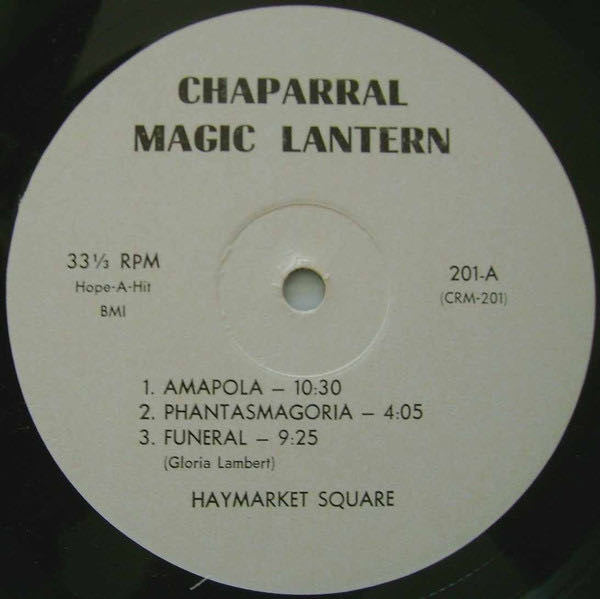 CHAPARRAL
MAGIC LANTERN
33⅓ RPM
Hope-A-Hit
BMI
201-A
(CRM-201)
1. AMAPOLA – 10:30
2. PHANTASMAGORIA – 4:05
3. FUNERAL – 9:25
(Gloria Lambert)
HAYMARKET SQUARE